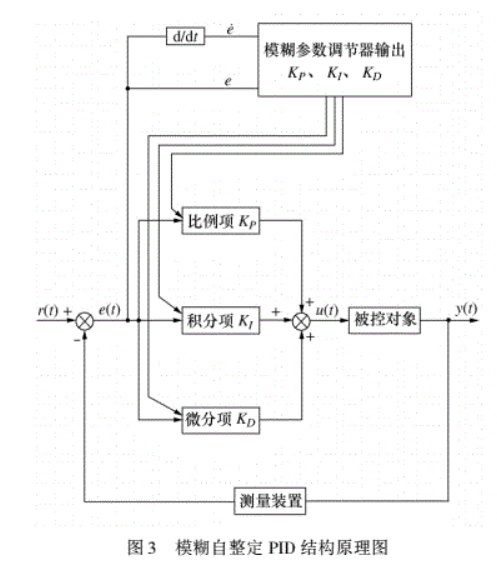 d/dt
ė
模糊参数调节器输出
K_P、K_I、K_D
e
比例项 K_P
r(t) +
e(t)
积分项 K_I
+
+
u(t)
被控对象
y(t)
−
+
微分项 K_D
测量装置
图 3 模糊自整定 PID 结构原理图